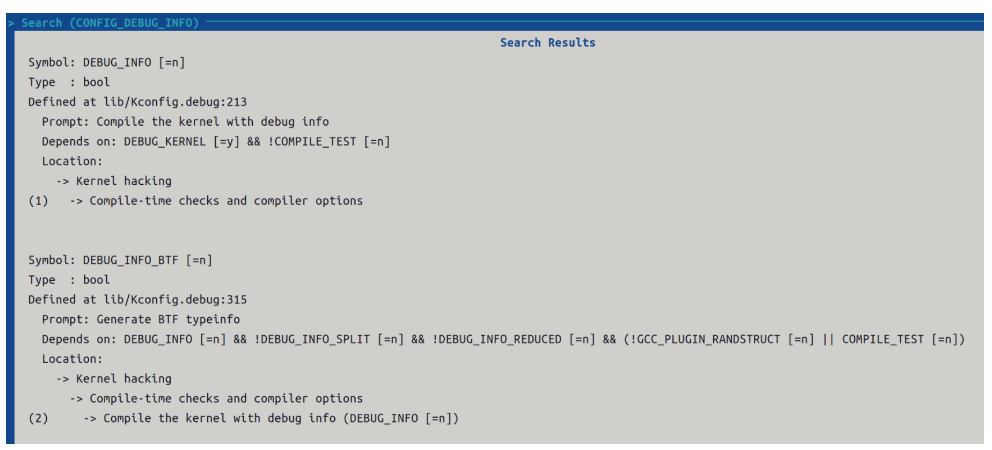 > Search (CONFIG_DEBUG_INFO)
Search Results
Symbol: DEBUG_INFO [=n]
Type  : bool
Defined at lib/Kconfig.debug:213
  Prompt: Compile the kernel with debug info
  Depends on: DEBUG_KERNEL [=y] && !COMPILE_TEST [=n]
  Location:
    -> Kernel hacking
(1)   -> Compile-time checks and compiler options
Symbol: DEBUG_INFO_BTF [=n]
Type  : bool
Defined at lib/Kconfig.debug:315
  Prompt: Generate BTF typeinfo
  Depends on: DEBUG_INFO [=n] && !DEBUG_INFO_SPLIT [=n] && !DEBUG_INFO_REDUCED [=n] && (!GCC_PLUGIN_RANDSTRUCT [=n] || COMPILE_TEST [=n])
  Location:
    -> Kernel hacking
      -> Compile-time checks and compiler options
(2)     -> Compile the kernel with debug info (DEBUG_INFO [=n])